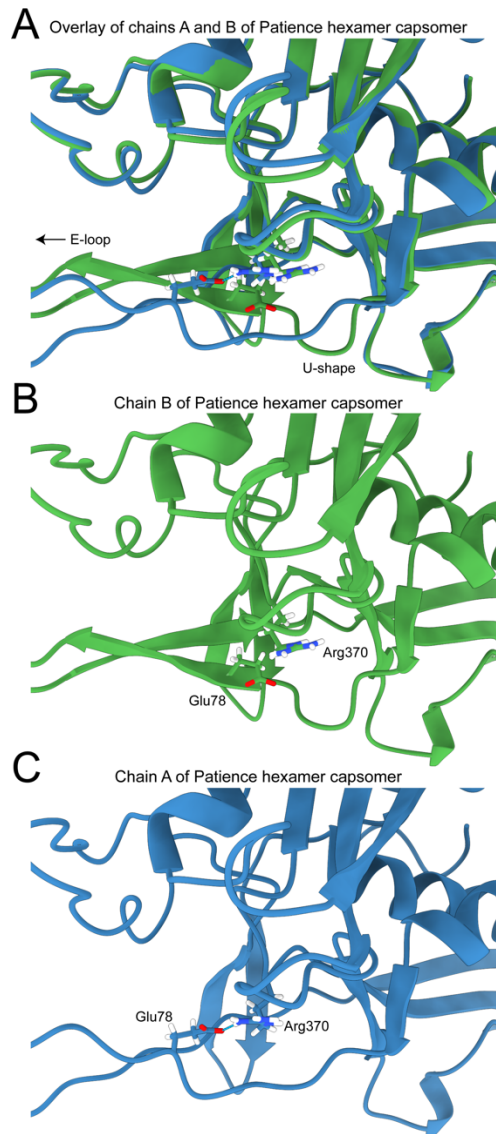 A
Overlay of chains A and B of Patience hexamer capsomer
E-loop
U-shape
B
Chain B of Patience hexamer capsomer
Arg370
Glu78
C
Chain A of Patience hexamer capsomer
Glu78
Arg370